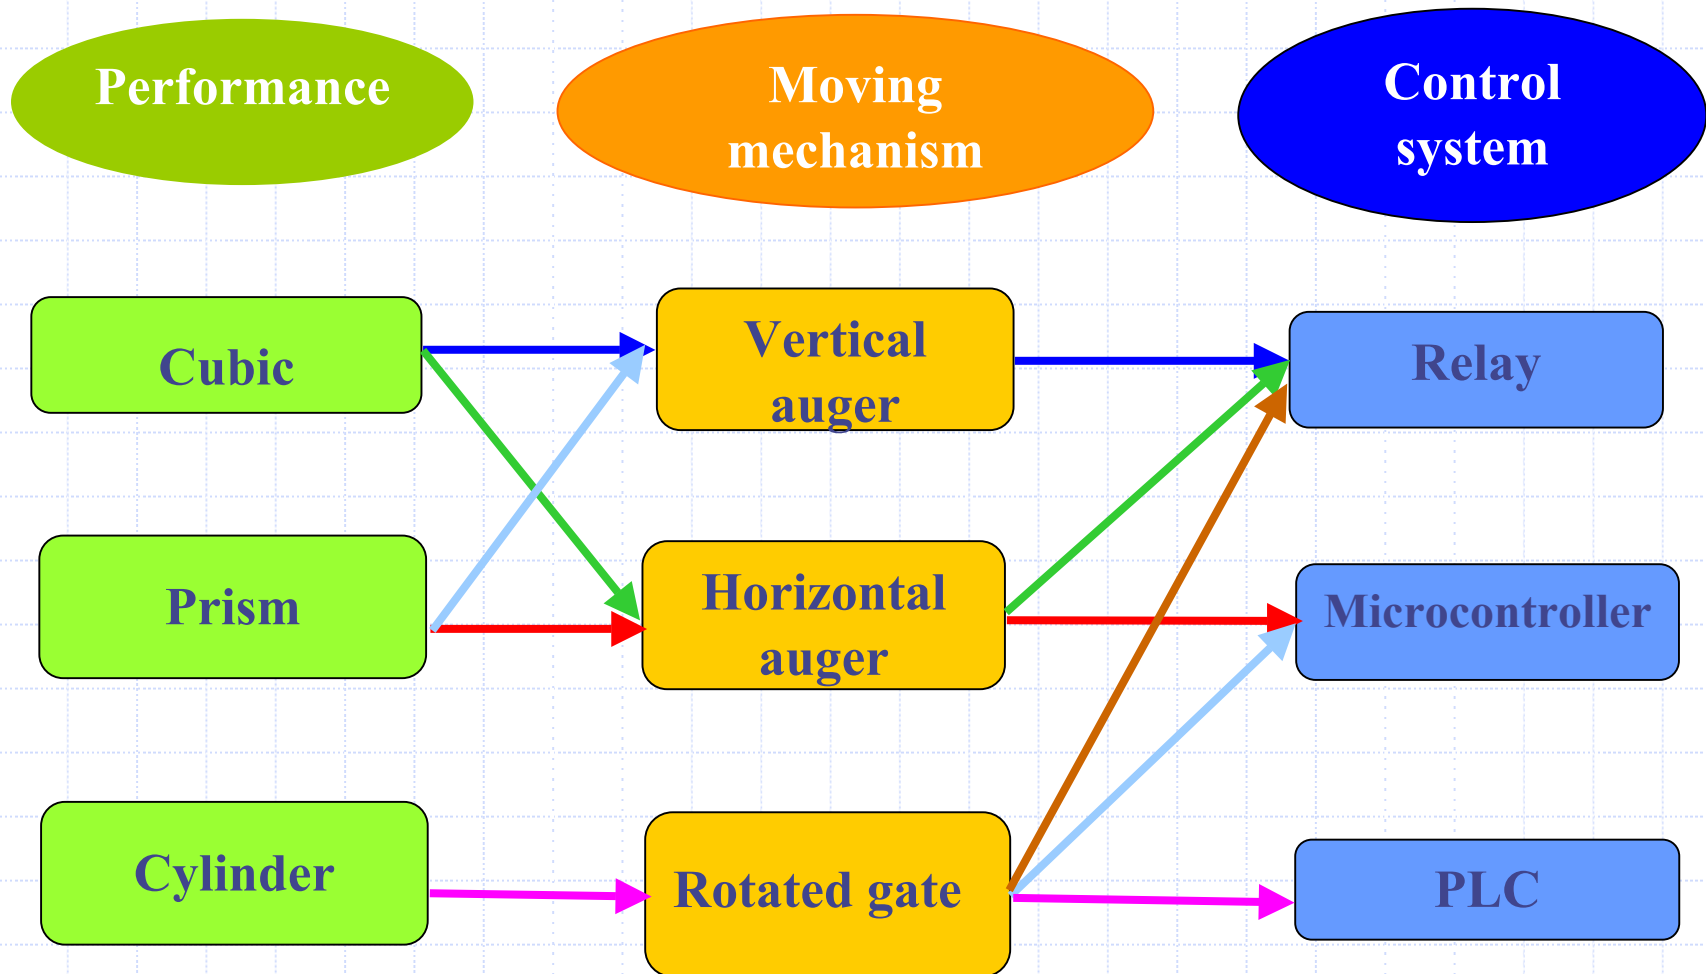 Performance
Moving
mechanism
Control
system
Cubic
Vertical
auger
Relay
Prism
Horizontal
auger
Microcontroller
Cylinder
Rotated gate
PLC